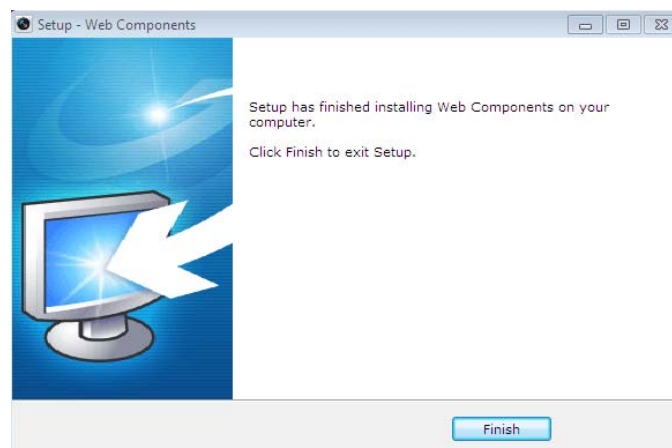 Setup - Web Components
Setup has finished installing Web Components on your
computer.
Click Finish to exit Setup.
Finish